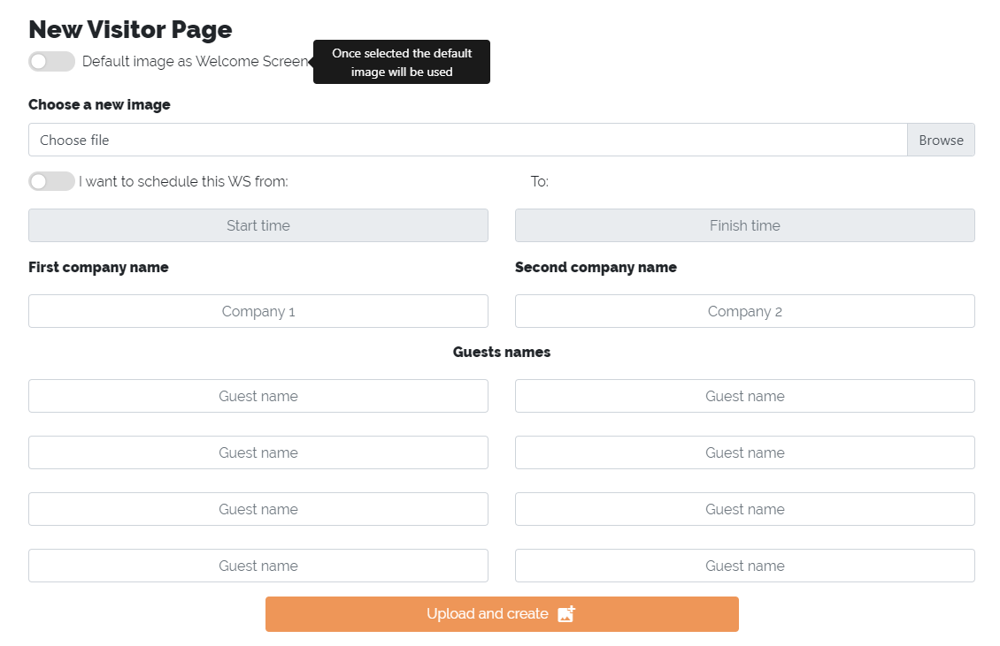 New Visitor Page
Default image as Welcome Screen
Once selected the default
image will be used
Choose a new image
Choose file
Browse
I want to schedule this WS from:
To:
Start time
Finish time
First company name
Second company name
Company 1
Company 2
Guests names
Guest name
Guest name
Guest name
Guest name
Guest name
Guest name
Guest name
Guest name
Upload and create